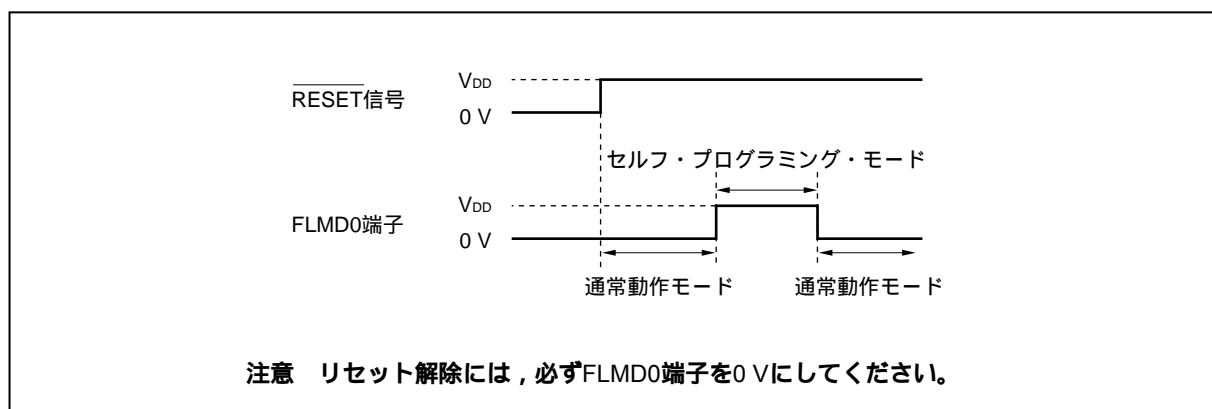 VDD
RESET信号
0 V
セルフ・プログラミング・モード
VDD
FLMD0端子
0 V
通常動作モード 通常動作モード
注意 リセット解除には，必ずFLMD0端子を0 Vにしてください。